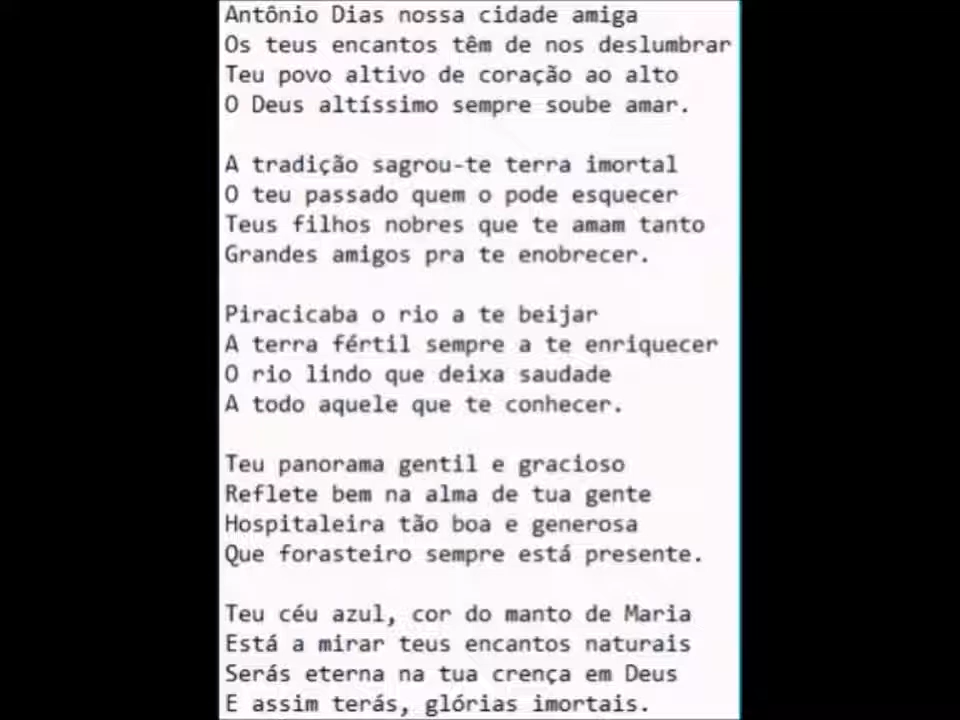 Antônio Dias nossa cidade amiga
Os teus encantos têm de nos deslumbrar
Teu povo altivo de coração ao alto
O Deus altíssimo sempre soube amar.
A tradição sagrou-te terra imortal
O teu passado quem o pode esquecer
Teus filhos nobres que te amam tanto
Grandes amigos pra te enobrecer.
Piracicaba o rio a te beijar
A terra fértil sempre a te enriquecer
O rio lindo que deixa saudade
A todo aquele que te conhecer.
Teu panorama gentil e gracioso
Reflete bem na alma de tua gente
Hospitaleira tão boa e generosa
Que forasteiro sempre está presente.
Teu céu azul, cor do manto de Maria
Está a mirar teus encantos naturais
Serás eterna na tua crença em Deus
E assim terás, glórias imortais.